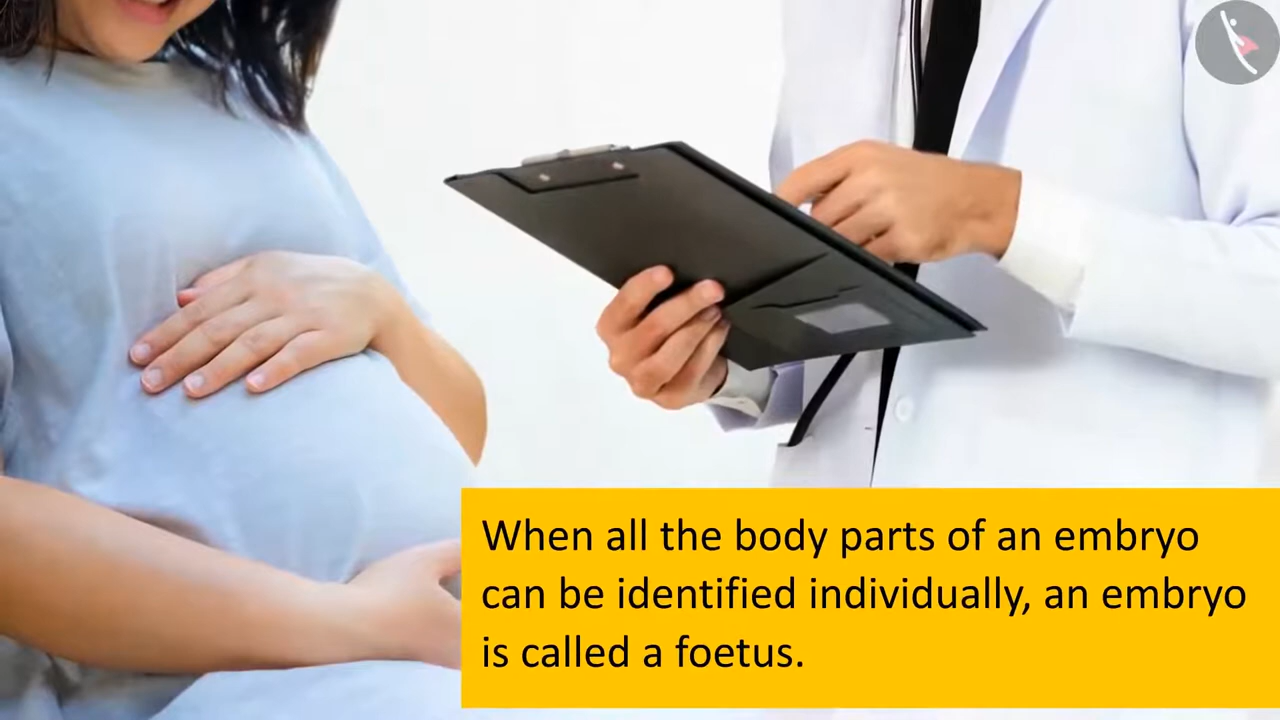 When all the body parts of an embryo
can be identified individually, an embryo
is called a foetus.